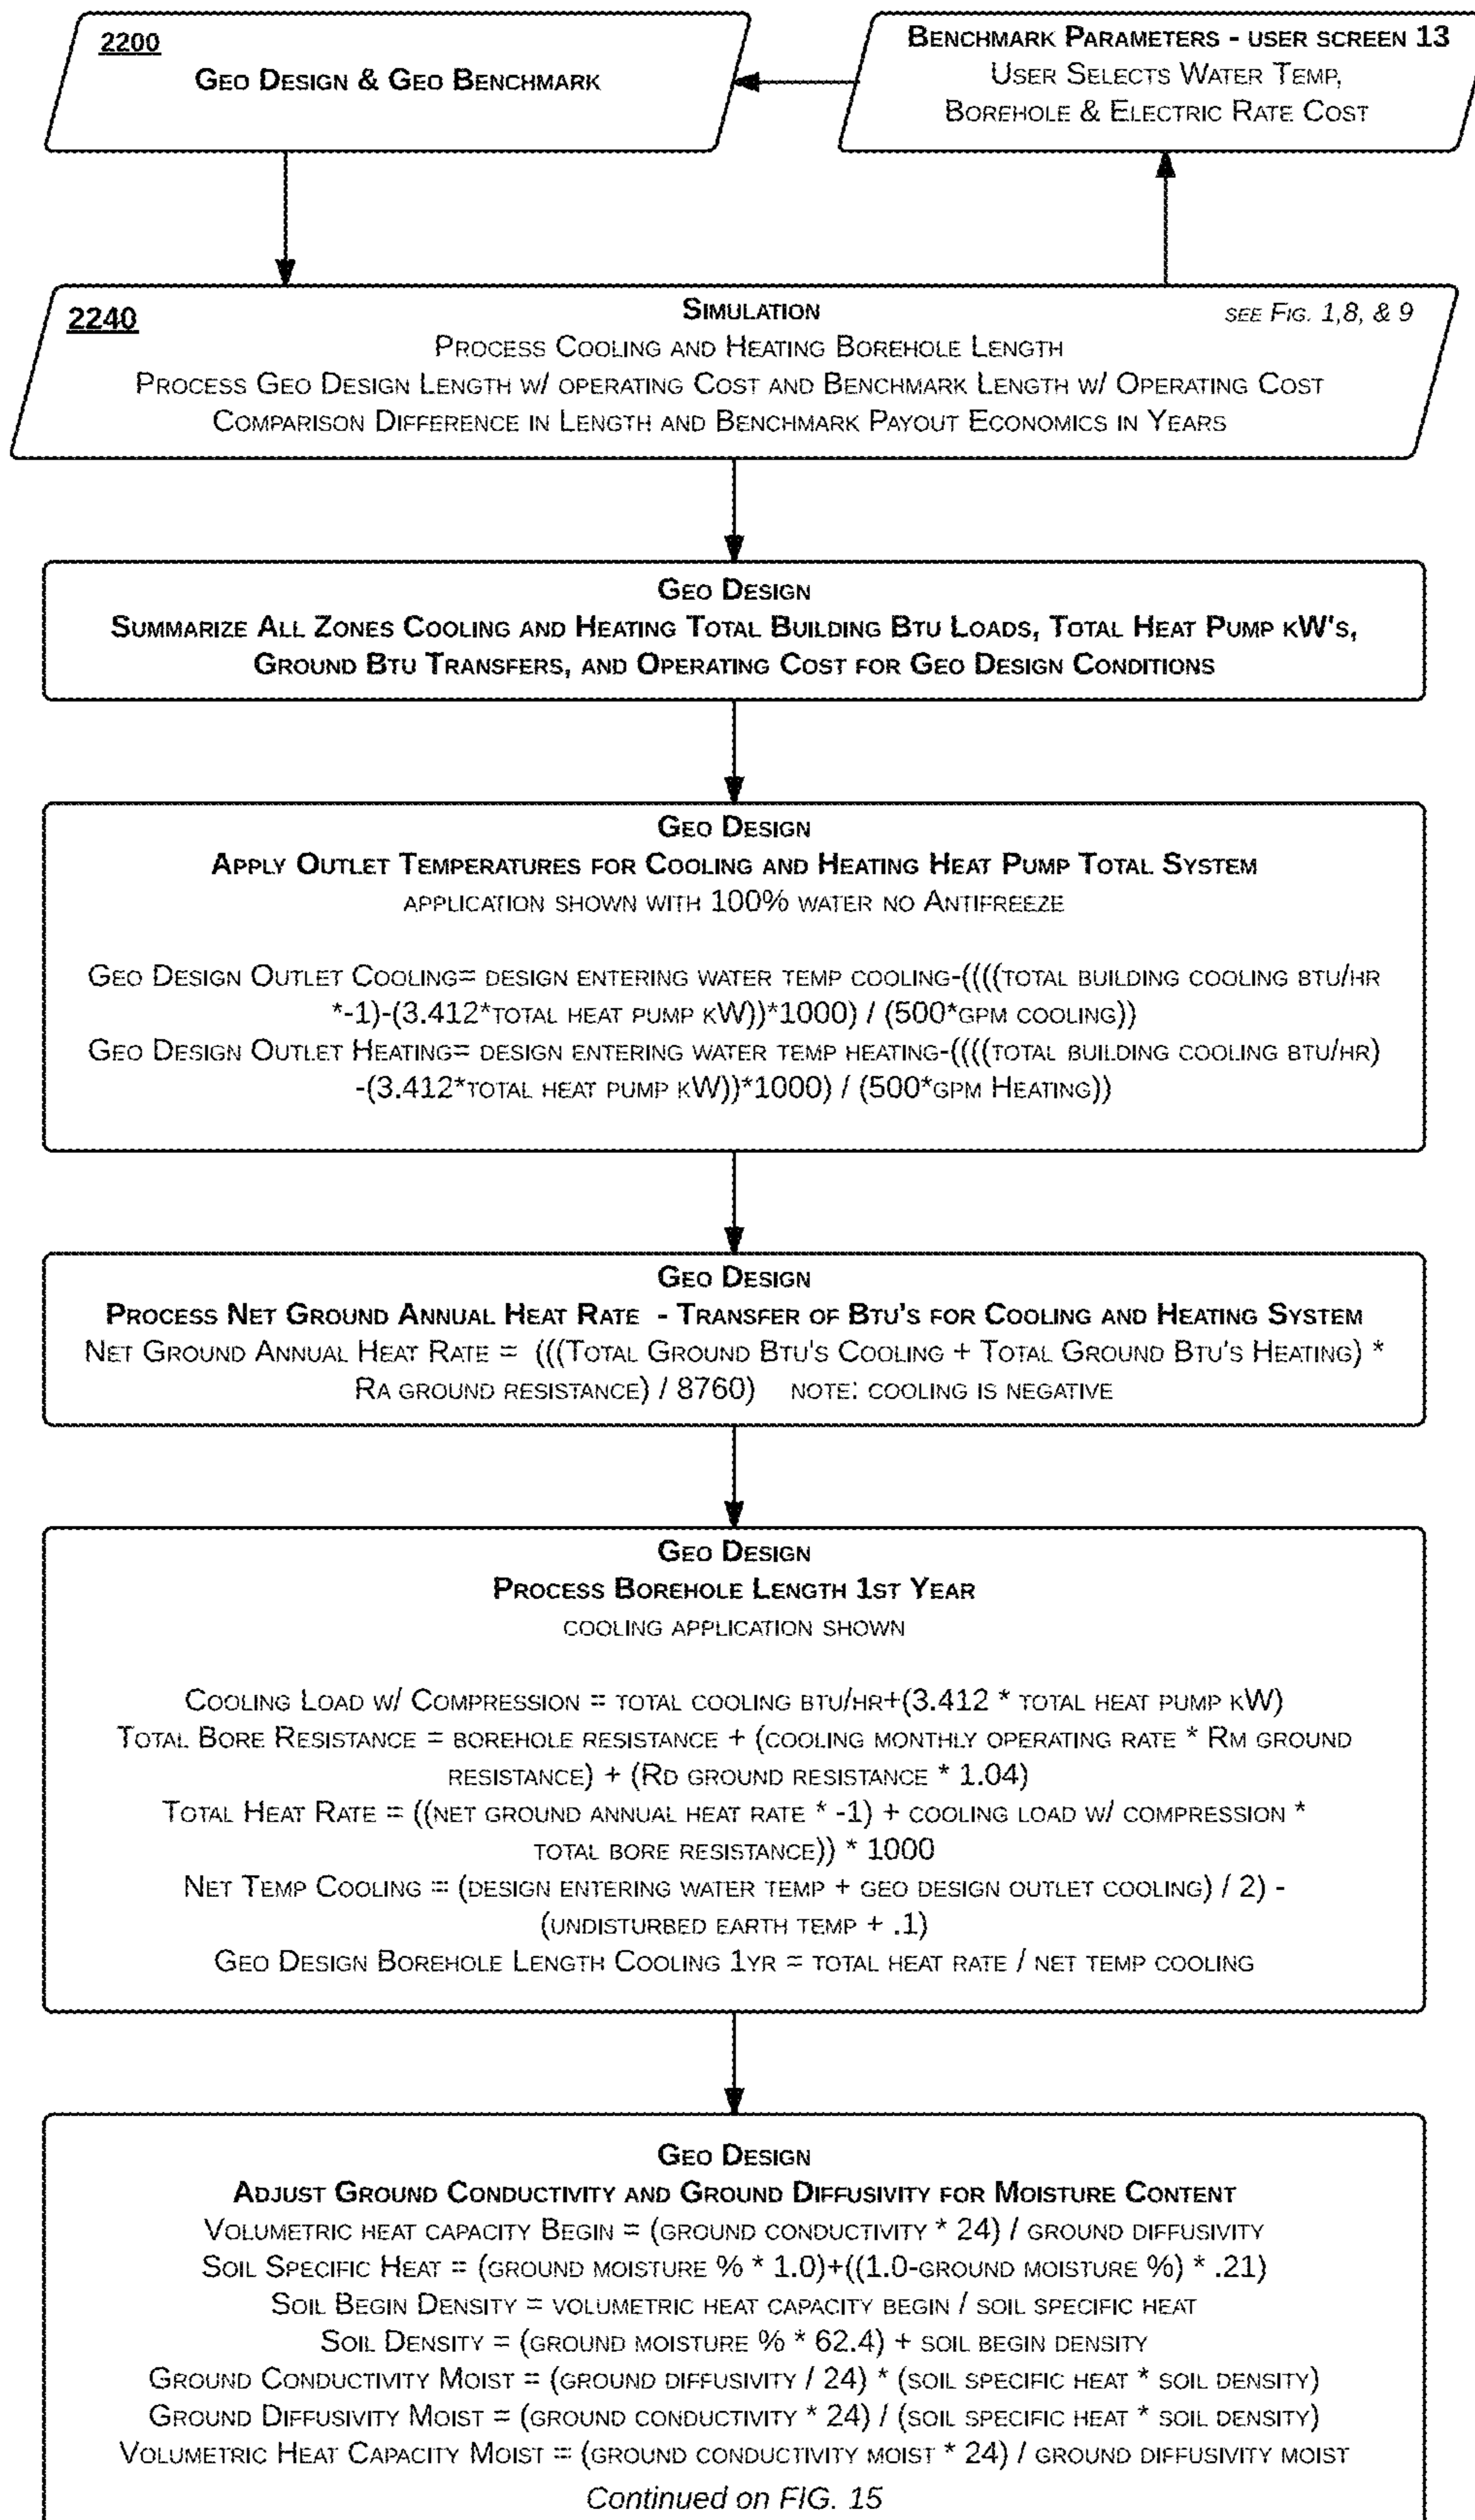 2200
Geo Design & Geo Benchmark
Benchmark Parameters - user screen 13
User Selects Water Temp,
Borehole & Electric Rate Cost
2240
Simulation
see Fig. 1,8, & 9
Process Cooling and Heating Borehole Length
Process Geo Design Length w/ operating Cost and Benchmark Length w/ Operating Cost
Comparison Difference in Length and Benchmark Payout Economics in Years
Geo Design
Summarize All Zones Cooling and Heating Total Building Btu Loads, Total Heat Pump kW's,
Ground Btu Transfers, and Operating Cost for Geo Design Conditions
Geo Design
Apply Outlet Temperatures for Cooling and Heating Heat Pump Total System
application shown with 100% water no Antifreeze
Geo Design Outlet Cooling= design entering water temp cooling-((((total building cooling btu/hr
*-1)-(3.412*total heat pump kW))*1000) / (500*gpm cooling))
Geo Design Outlet Heating= design entering water temp heating-((((total building cooling btu/hr)
-(3.412*total heat pump kW))*1000) / (500*gpm Heating))
Geo Design
Process Net Ground Annual Heat Rate - Transfer of Btu's for Cooling and Heating System
Net Ground Annual Heat Rate = (((Total Ground Btu's Cooling + Total Ground Btu's Heating) *
Ra ground resistance) / 8760) note: cooling is negative
Geo Design
Process Borehole Length 1st Year
cooling application shown
Cooling Load w/ Compression = total cooling btu/hr+(3.412 * total heat pump kW)
Total Bore Resistance = borehole resistance + (cooling monthly operating rate * Rm ground
resistance) + (Rd ground resistance * 1.04)
Total Heat Rate = ((net ground annual heat rate * -1) + cooling load w/ compression *
total bore resistance)) * 1000
Net Temp Cooling = (design entering water temp + geo design outlet cooling) / 2) -
(undisturbed earth temp + .1)
Geo Design Borehole Length Cooling 1yr = total heat rate / net temp cooling
Geo Design
Adjust Ground Conductivity and Ground Diffusivity for Moisture Content
Volumetric heat capacity Begin = (ground conductivity * 24) / ground diffusivity
Soil Specific Heat = (ground moisture % * 1.0)+((1.0-ground moisture %) * .21)
Soil Begin Density = volumetric heat capacity begin / soil specific heat
Soil Density = (ground moisture % * 62.4) + soil begin density
Ground Conductivity Moist = (ground diffusivity / 24) * (soil specific heat * soil density)
Ground Diffusivity Moist = (ground conductivity * 24) / (soil specific heat * soil density)
Volumetric Heat Capacity Moist = (ground conductivity moist * 24) / ground diffusivity moist
Continued on FIG. 15